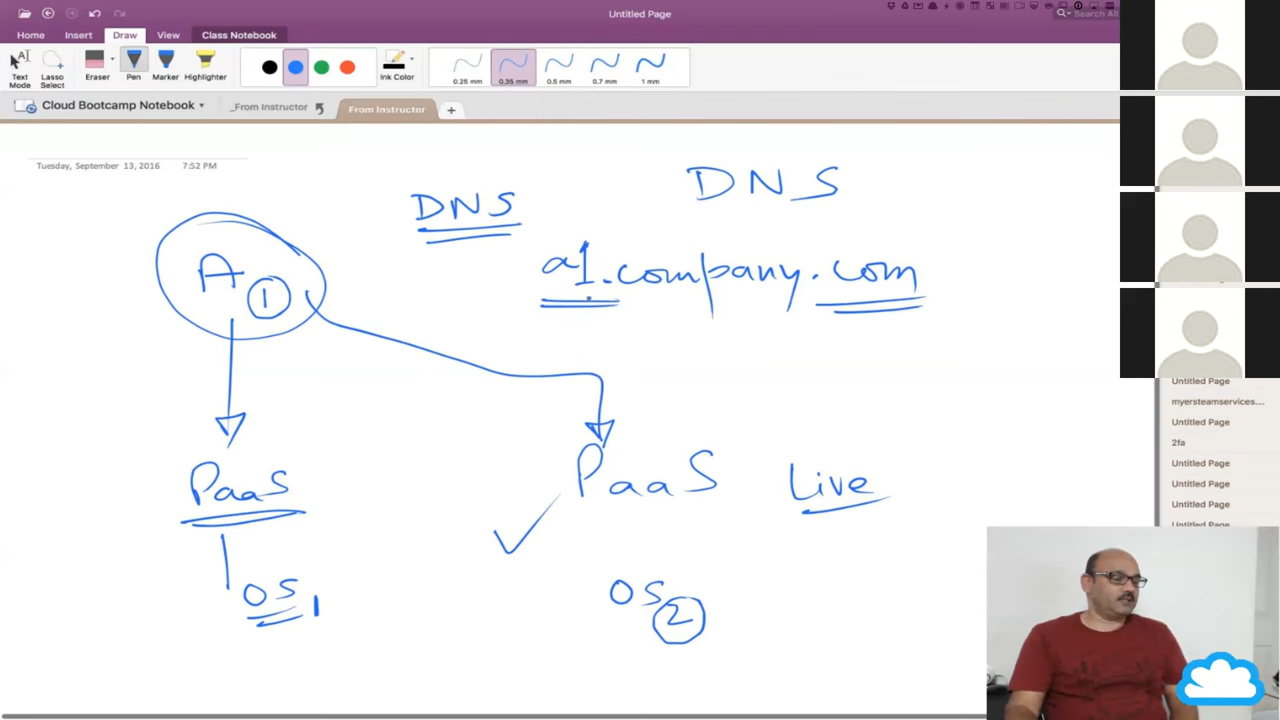 Untitled Page
Search All
Home Insert Draw View Class Notebook
Text Mode
Lasso Select
Eraser
Pen
Marker
Highlighter
Ink Color
0.25 mm
0.35 mm
0.5 mm
0.7 mm
1 mm
Cloud Bootcamp Notebook
_From Instructor
From Instructor
+
Tuesday, September 13, 2016 7:52 PM
DNS
DNS
a1.company.com
A 1
PaaS
PaaS
Live
OS 1
OS 2
Untitled Page
myersteamservices....
Untitled Page
2fa
Untitled Page
Untitled Page
Untitled Page
Untitled Page